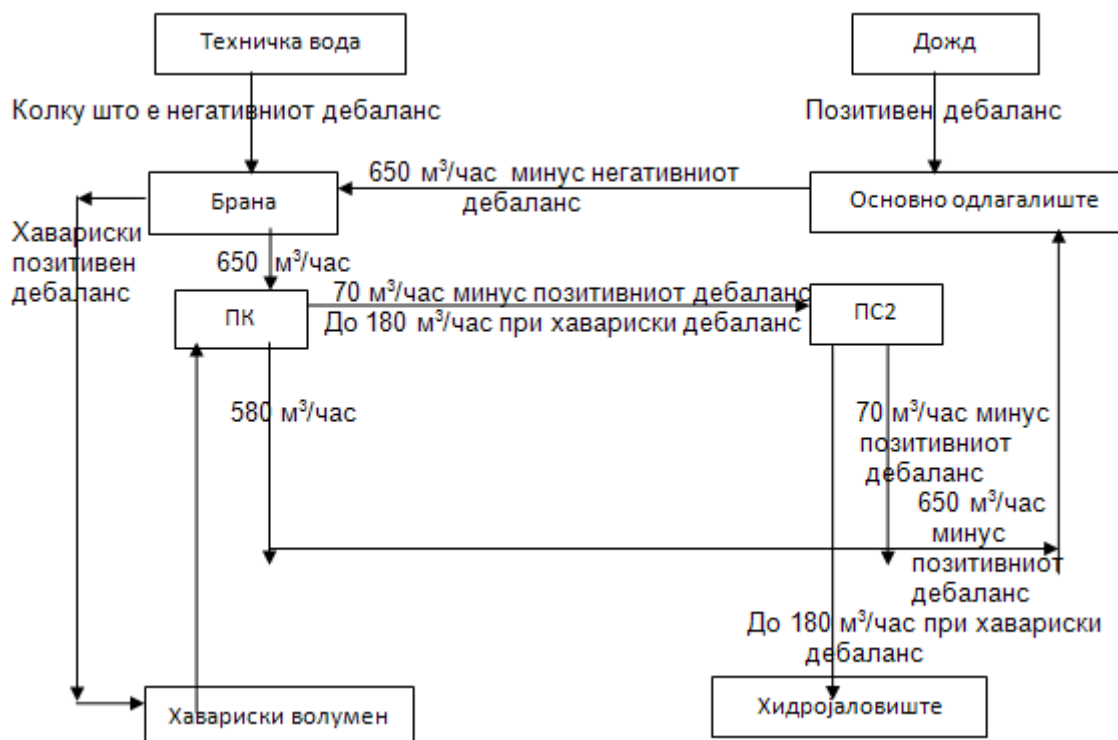 Техничка вода
Дожд
Колку што е негативниот дебаланс
Позитивен дебаланс
650 м³/час минус негативниот
дебаланс
Брана
Основно одлагалиште
Хавариски
позитивен
дебаланс
650 м³/час
70 м³/час минус позитивниот дебаланс
До 180 м³/час при хавариски дебаланс
ПК
ПС2
580 м³/час
70 м³/час минус
позитивниот
дебаланс
650 м³/час
минус
позитивниот
дебаланс
До 180 м³/час при хавариски
дебаланс
Хавариски волумен
Хидројаловиште